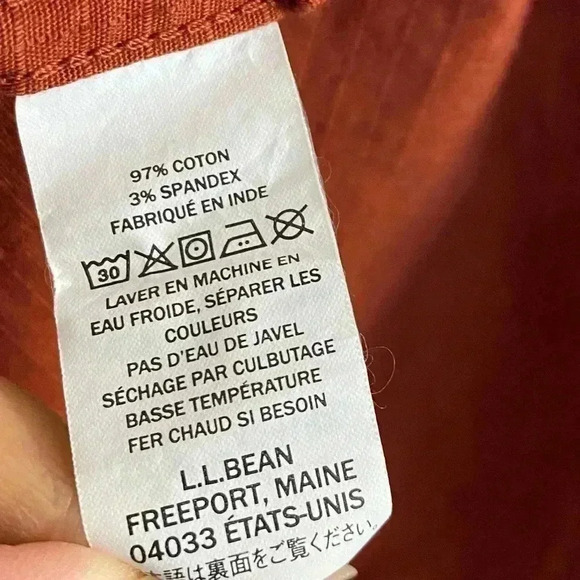 97% COTON
3% SPANDEX
FABRIQUÉ EN INDE
30
LAVER EN MACHINE EN
EAU FROIDE, SÉPARER LES
COULEURS
PAS D'EAU DE JAVEL
SÉCHAGE PAR CULBUTAGE
BASSE TEMPÉRATURE
FER CHAUD SI BESOIN
L.L.BEAN
FREEPORT, MAINE
04033 ÉTATS-UNIS
語は裏面をご覧ください。